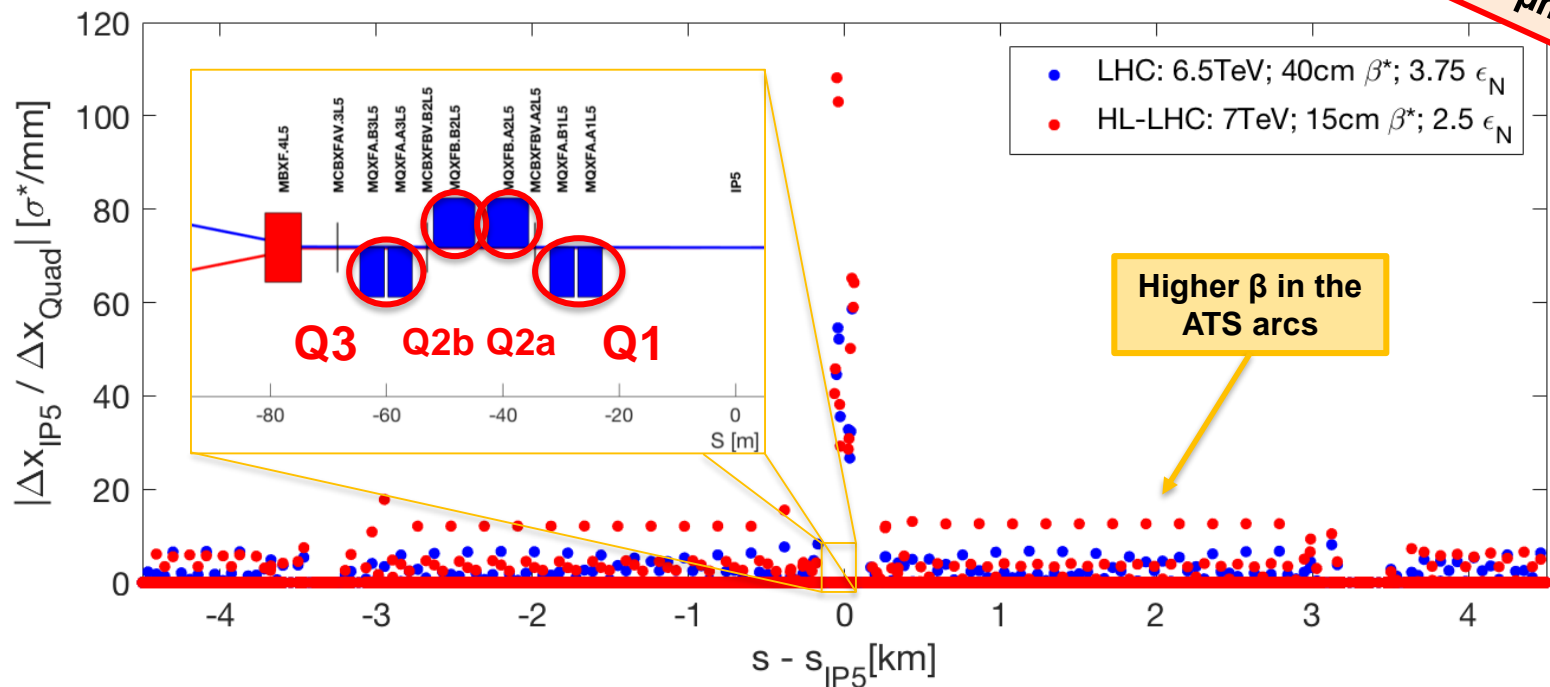 µm
LHC: 6.5TeV; 40cm β*; 3.75 ϵ_N
HL-LHC: 7TeV; 15cm β*; 2.5 ϵ_N
|Δx_IP5 / Δx_Quad| [σ*/mm]
120
100
80
60
40
20
0
MBXF.4L5
MCBXFAV.3L5
MQXFA.B3L5
MQXFA.A3L5
MCBXFBV.B2L5
MQXFB.B2L5
MQXFB.A2L5
MCBXFBV.A2L5
MQXFA.B1L5
MQXFA.A1L5
IP5
Q3 Q2b Q2a Q1
-80 -60 -40 -20 0
S [m]
Higher β in the
ATS arcs
-4 -3 -2 -1 0 1 2 3 4
s - s_IP5[km]